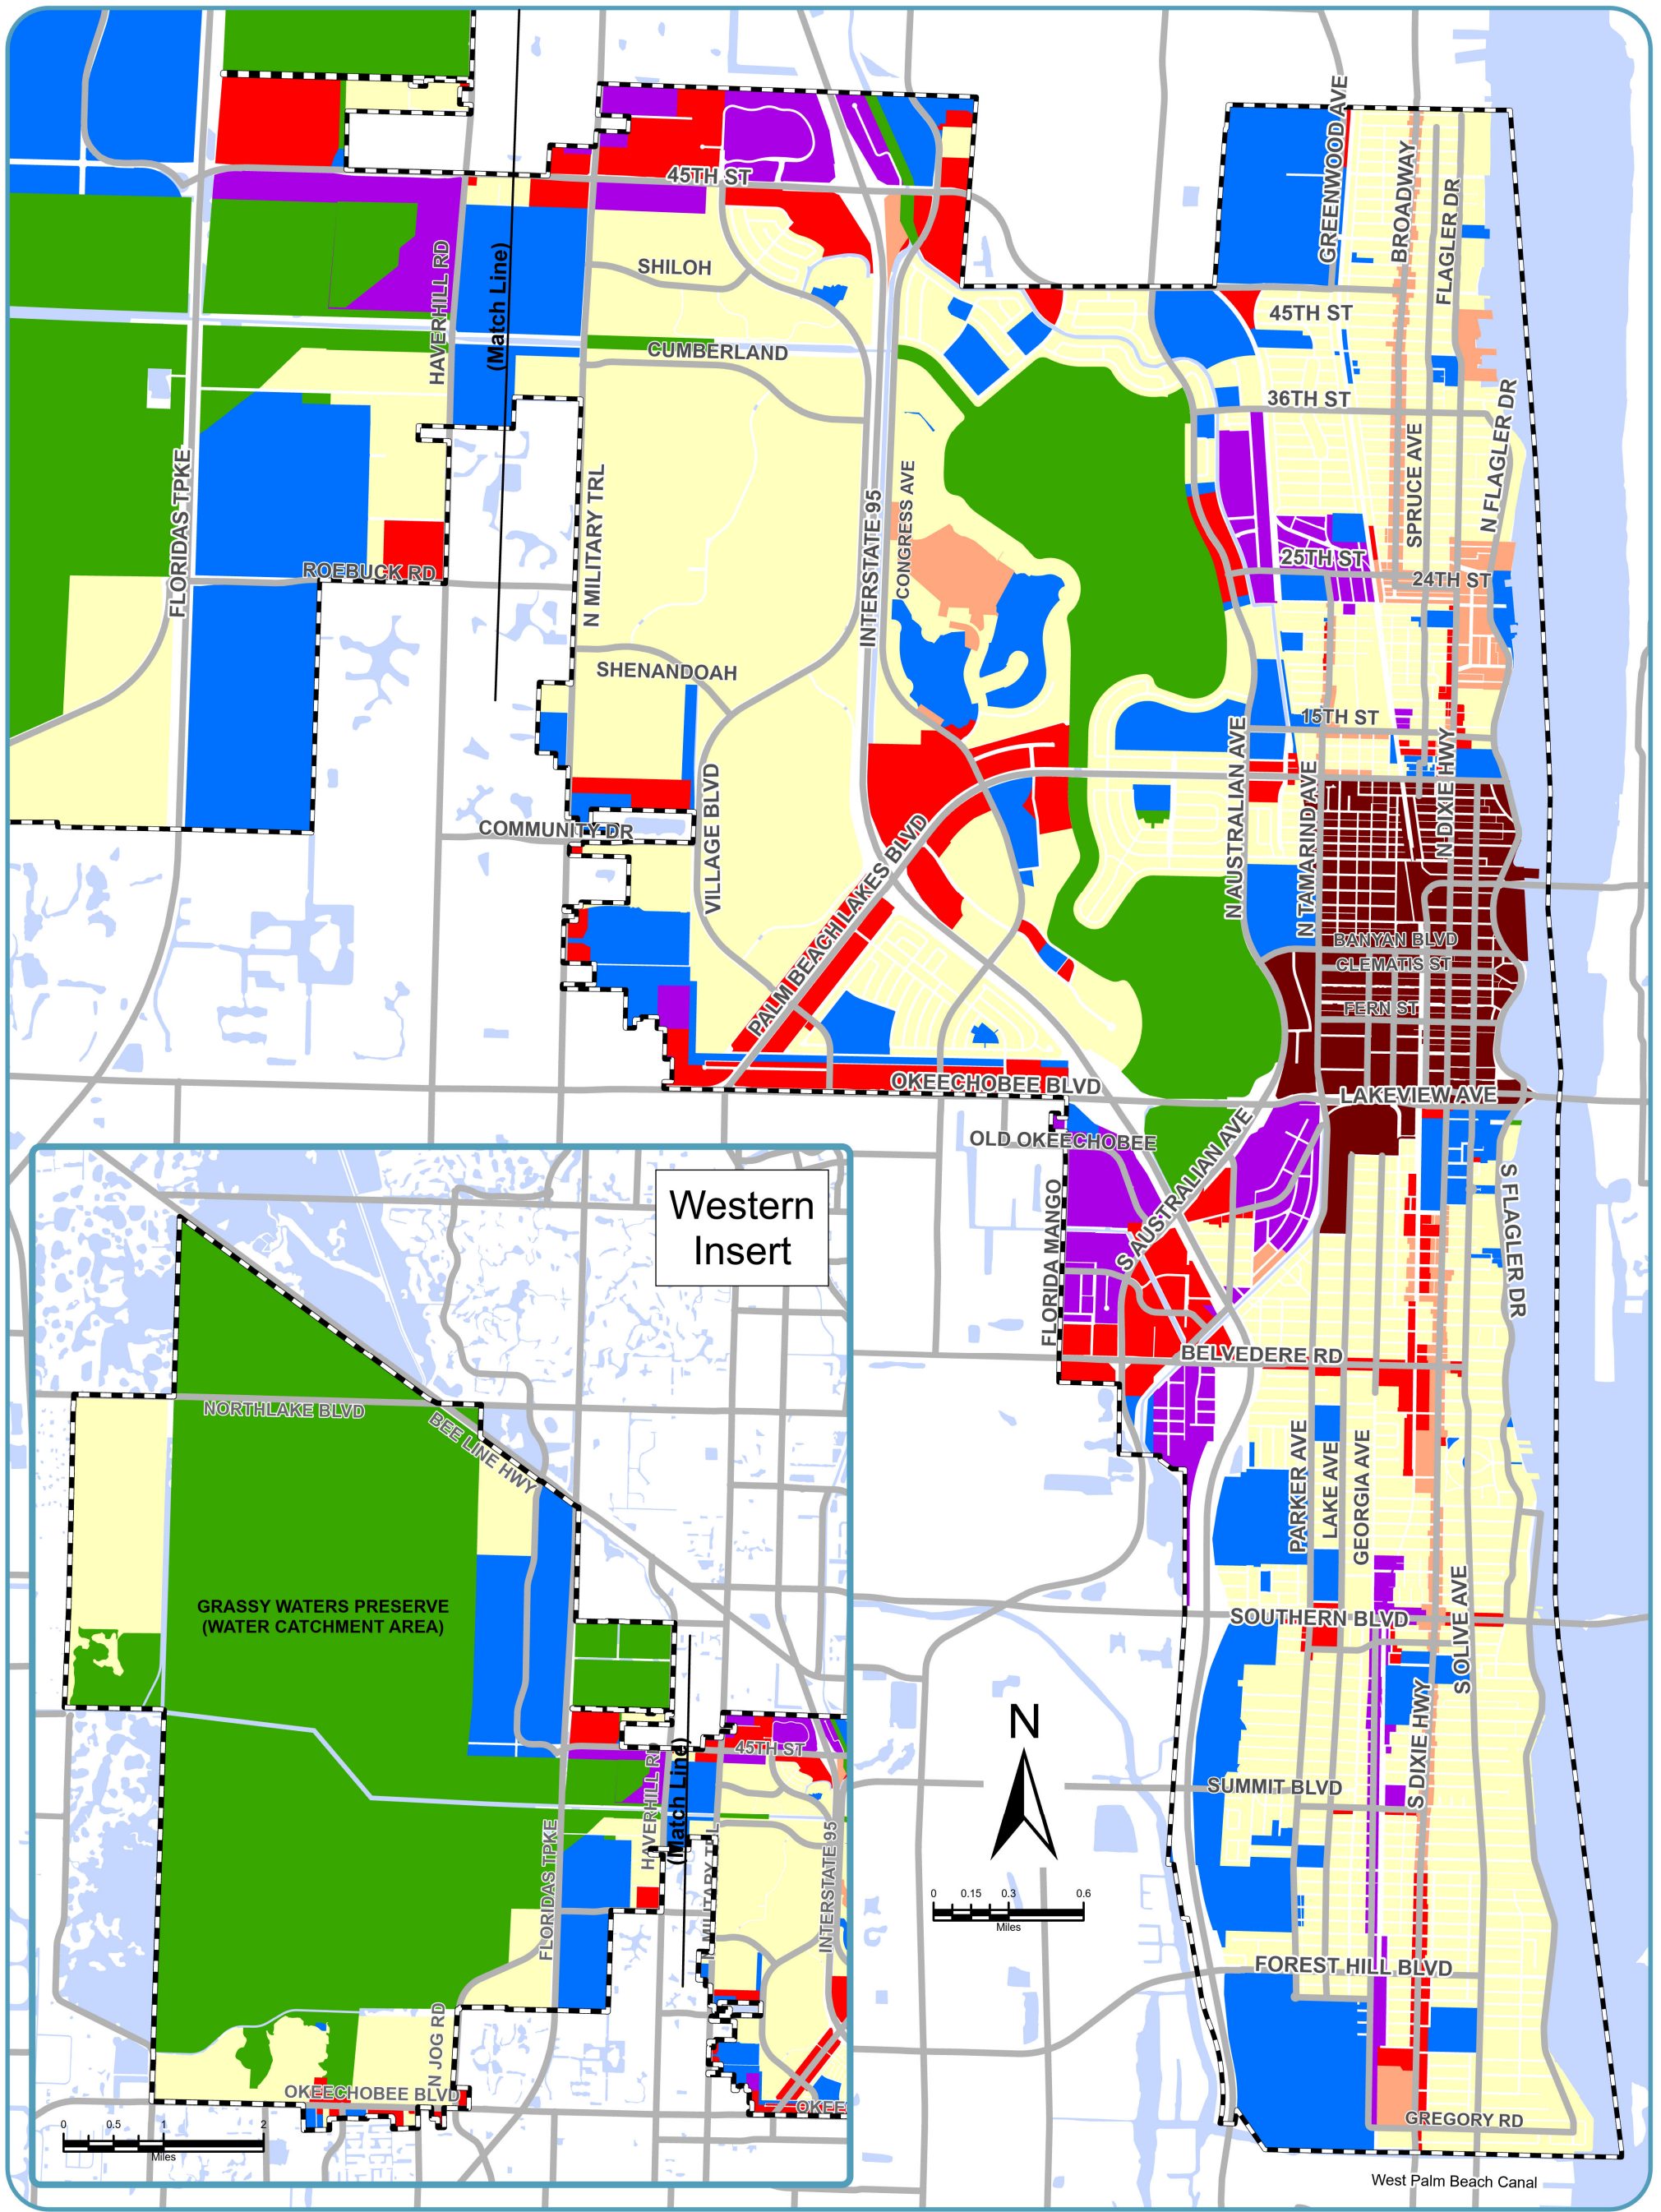 GREENWOOD AVE
BROADWAY
FLAGLER DR
45TH ST
HAVERHILL RD
(Match Line)
SHILOH
45TH ST
CUMBERLAND
36TH ST
N FLAGLER DR
FLORIDAS TPKE
N MILITARY TRL
INTERSTATE 95
CONGRESS AVE
SPRUCE AVE
25TH ST
24TH ST
ROEBUCK RD
SHENANDOAH
15TH ST
N AUSTRALIAN AVE
N TAMARIND AVE
N DIXIE HWY
VILLAGE BLVD
COMMUNITY DR
PALM BEACH LAKES BLVD
BANYAN BLVD
CLEMATIS ST
FERN ST
OKEECHOBEE BLVD
LAKEVIEW AVE
OLD OKEECHOBEE
S AUSTRALIAN AVE
FLORIDA MANGO
S FLAGLER DR
BELVEDERE RD
PARKER AVE
LAKE AVE
GEORGIA AVE
SOUTHERN BLVD
S OLIVE AVE
S DIXIE HWY
SUMMIT BLVD
FOREST HILL BLVD
GREGORY RD
West Palm Beach Canal
N
0 0.15 0.3 0.6
Miles
Western
Insert
NORTHLAKE BLVD
BEE LINE HWY
GRASSY WATERS PRESERVE
(WATER CATCHMENT AREA)
45TH ST
HAVERHILL RD
(Match Line)
FLORIDAS TPKE
INTERSTATE 95
N JOG RD
OKEECHOBEE BLVD
OKEE
0 0.5 1 2
Miles